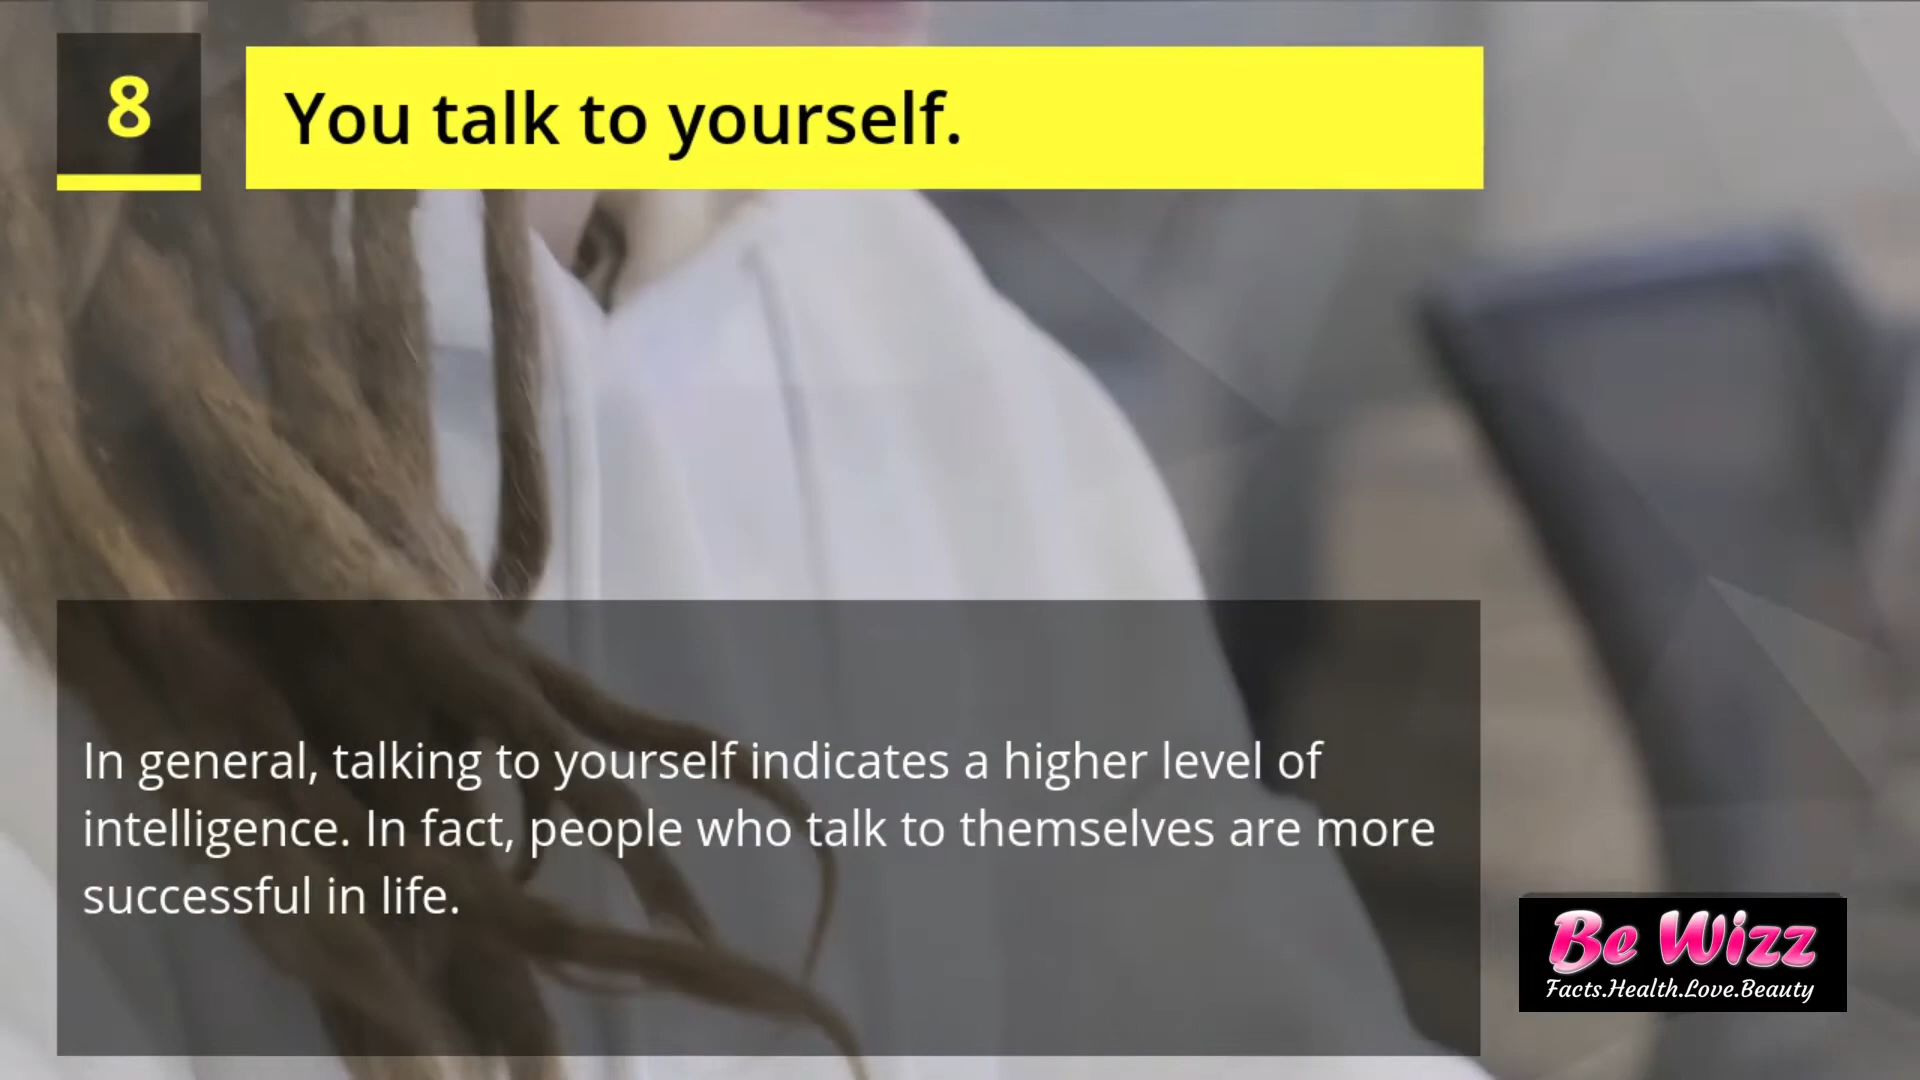 8
You talk to yourself.
In general, talking to yourself indicates a higher level of
intelligence. In fact, people who talk to themselves are more
successful in life.
Be Wizz
Facts.Health.Love.Beauty